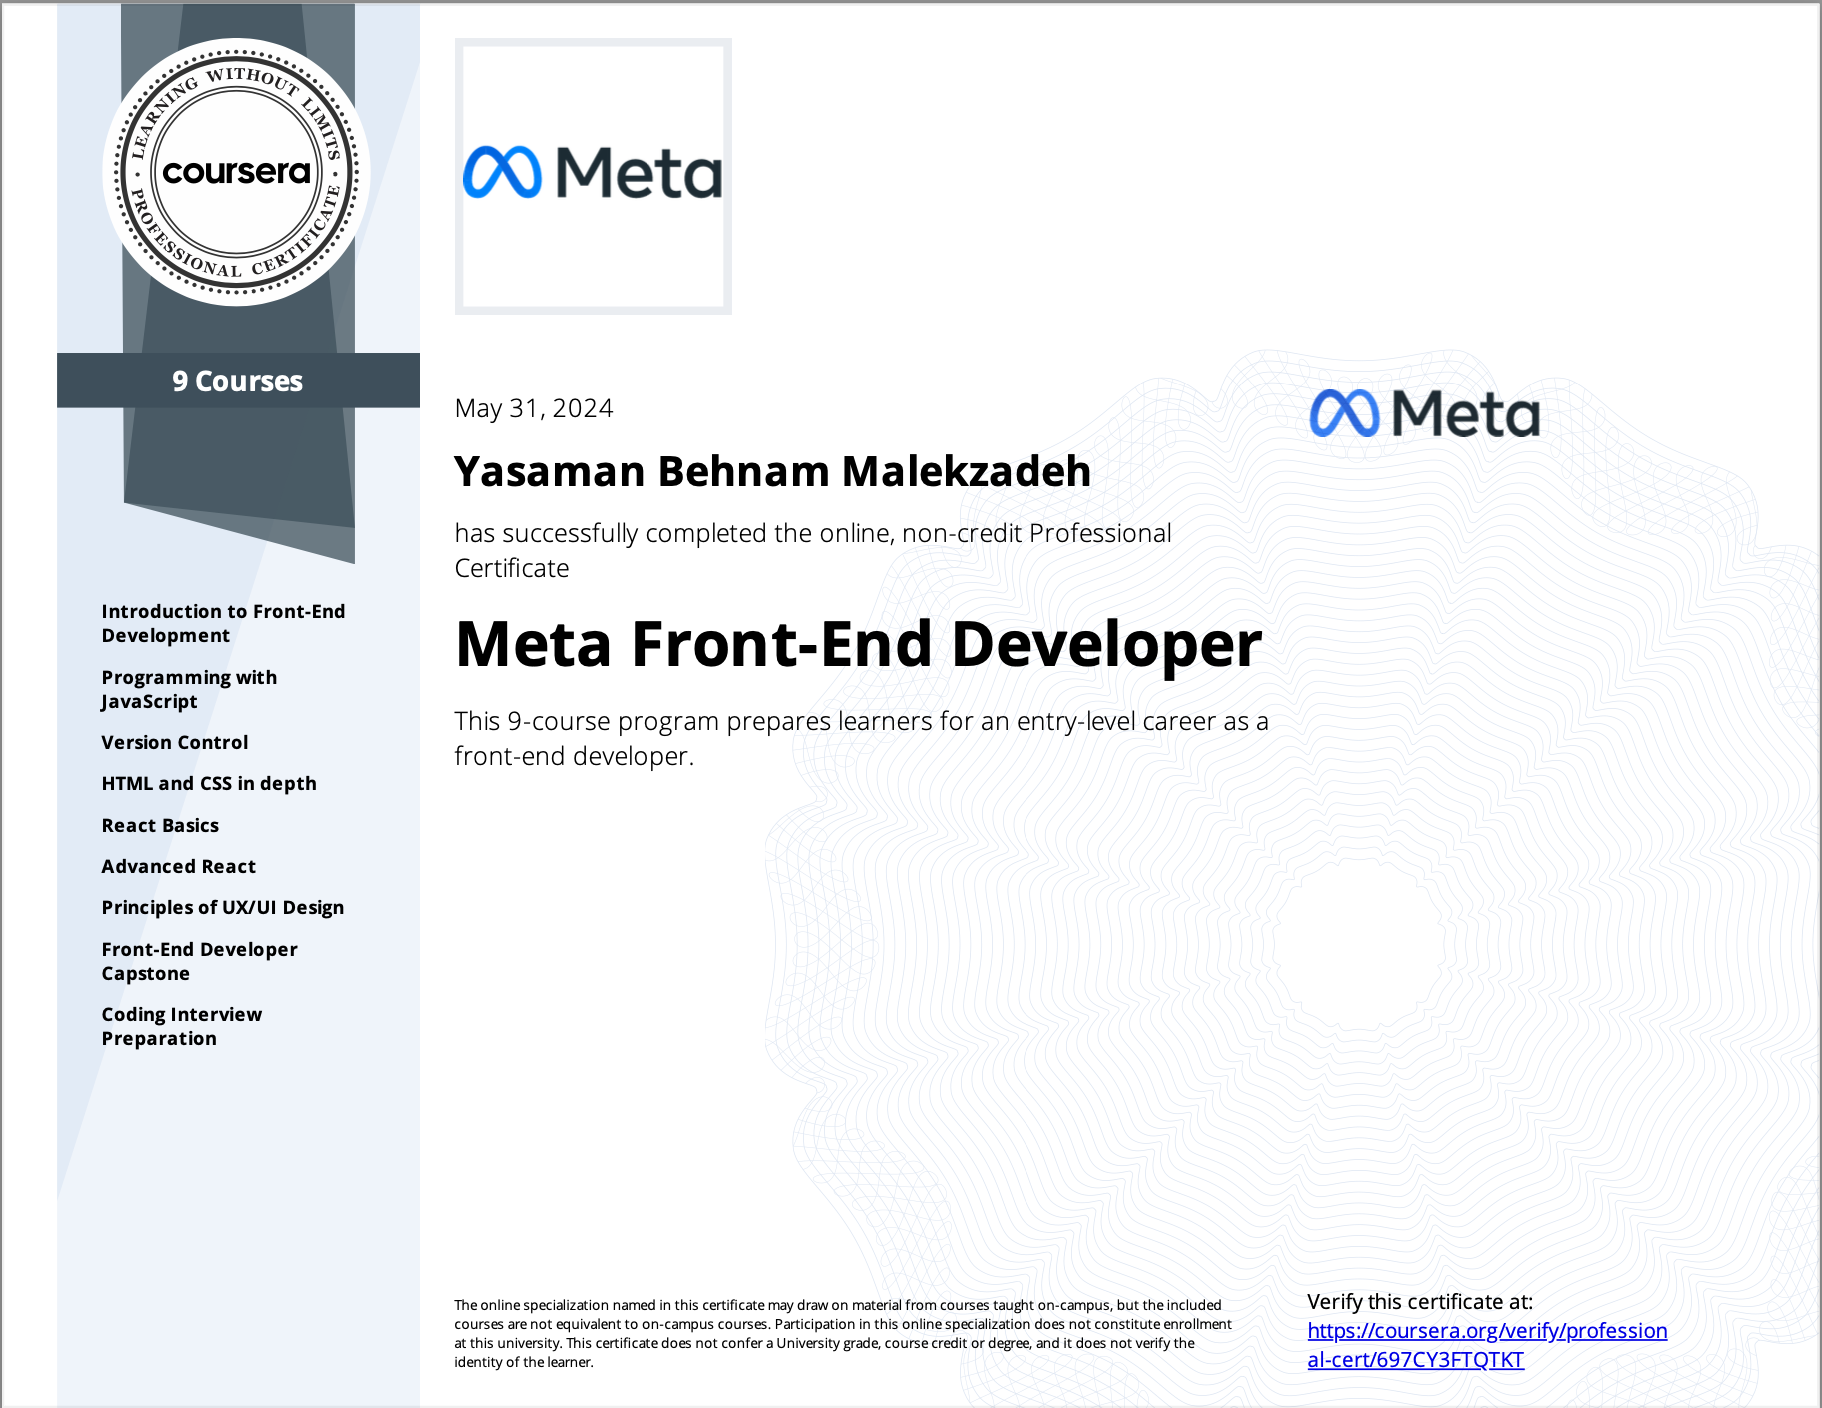 LEARNING WITHOUT LIMITS
coursera
PROFESSIONAL CERTIFICATE
9 Courses
Introduction to Front-End
Development
Programming with
JavaScript
Version Control
HTML and CSS in depth
React Basics
Advanced React
Principles of UX/UI Design
Front-End Developer
Capstone
Coding Interview
Preparation
Meta
May 31, 2024
Yasaman Behnam Malekzadeh
has successfully completed the online, non-credit Professional
Certificate
Meta Front-End Developer
This 9-course program prepares learners for an entry-level career as a
front-end developer.
Meta
The online specialization named in this certificate may draw on material from courses taught on-campus, but the included
courses are not equivalent to on-campus courses. Participation in this online specialization does not constitute enrollment
at this university. This certificate does not confer a University grade, course credit or degree, and it does not verify the
identity of the learner.
Verify this certificate at:
https://coursera.org/verify/profession
al-cert/697CY3FTQTKT